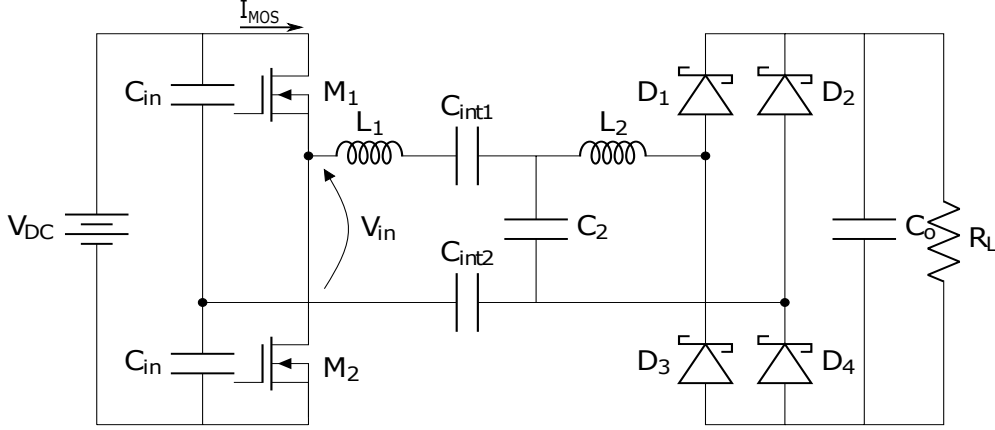 I_MOS
C_in
M_1
C_int1
L_1
L_2
D_1
D_2
V_DC
V_in
C_2
C_o
R_L
C_int2
C_in
M_2
D_3
D_4